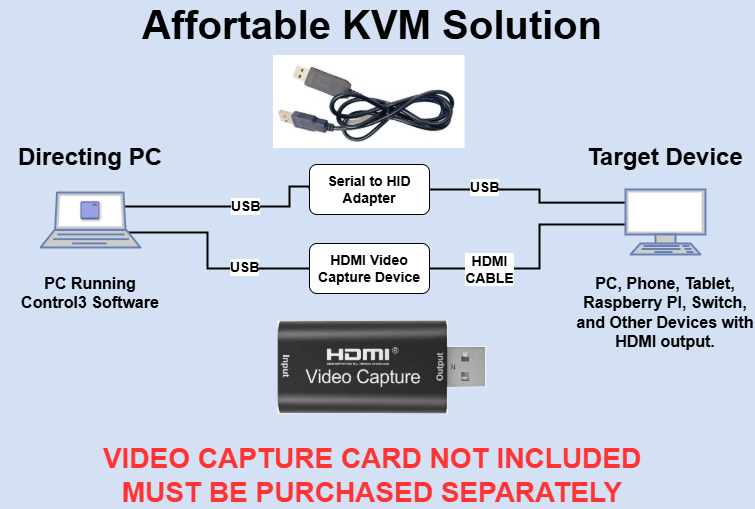 Affortable KVM Solution
Directing PC
Target Device
Serial to HID
Adapter
USB
USB
HDMI Video
Capture Device
USB
HDMI
CABLE
PC Running
Control3 Software
PC, Phone, Tablet,
Raspberry PI, Switch,
and Other Devices with
HDMI output.
Input
HDMI®
Video Capture
Output
VIDEO CAPTURE CARD NOT INCLUDED
MUST BE PURCHASED SEPARATELY